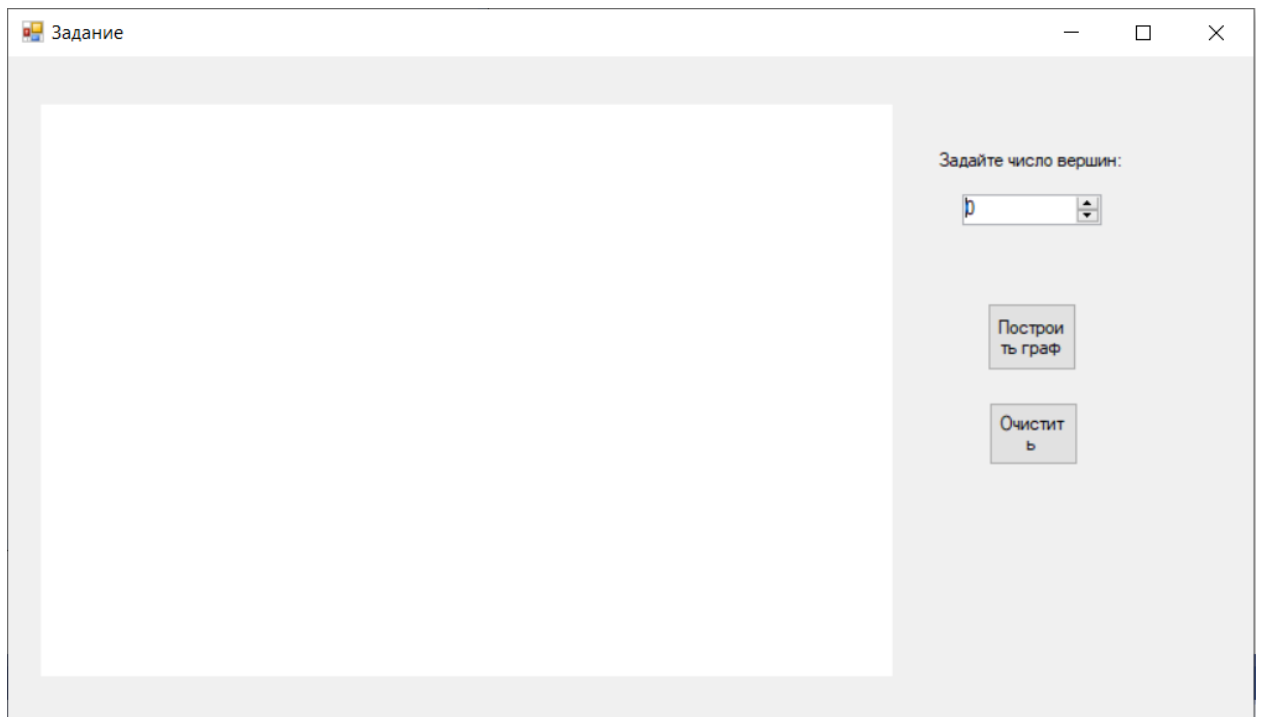 Задание
Задайте число вершин:
0
Построи
ть граф
Очистит
ь